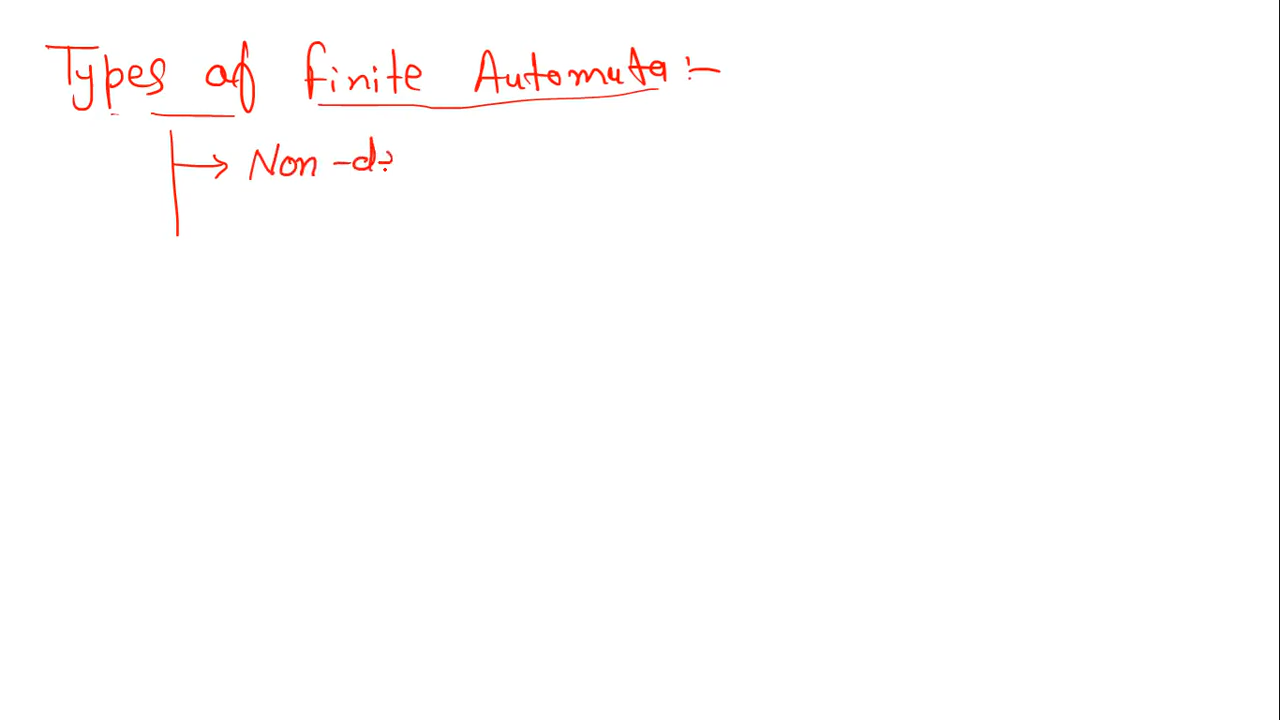 Types of finite Automata :-
→ Non-d